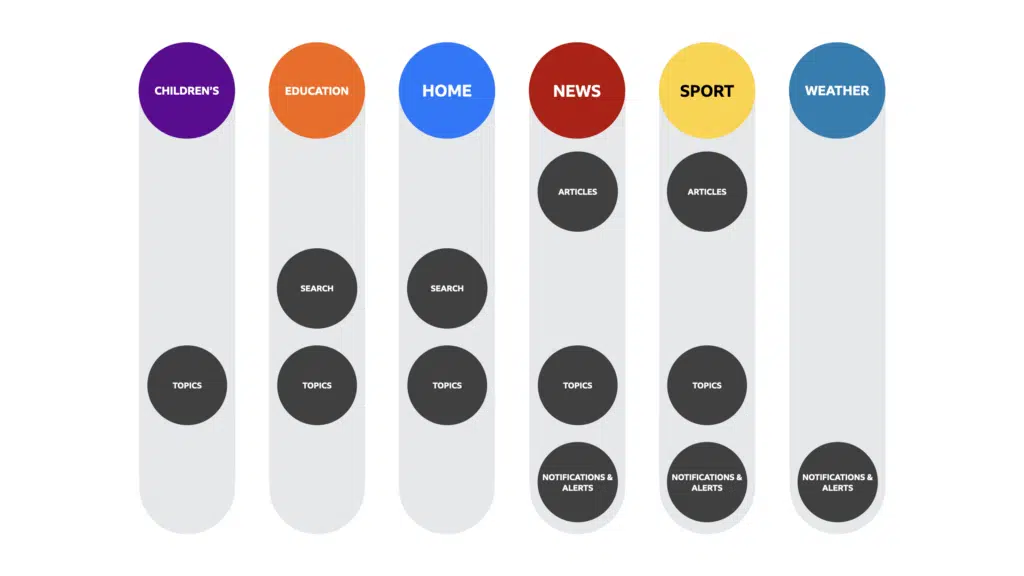 CHILDREN'S
EDUCATION
HOME
NEWS
SPORT
WEATHER
ARTICLES
ARTICLES
SEARCH
SEARCH
TOPICS
TOPICS
TOPICS
TOPICS
TOPICS
NOTIFICATIONS &
ALERTS
NOTIFICATIONS &
ALERTS
NOTIFICATIONS &
ALERTS